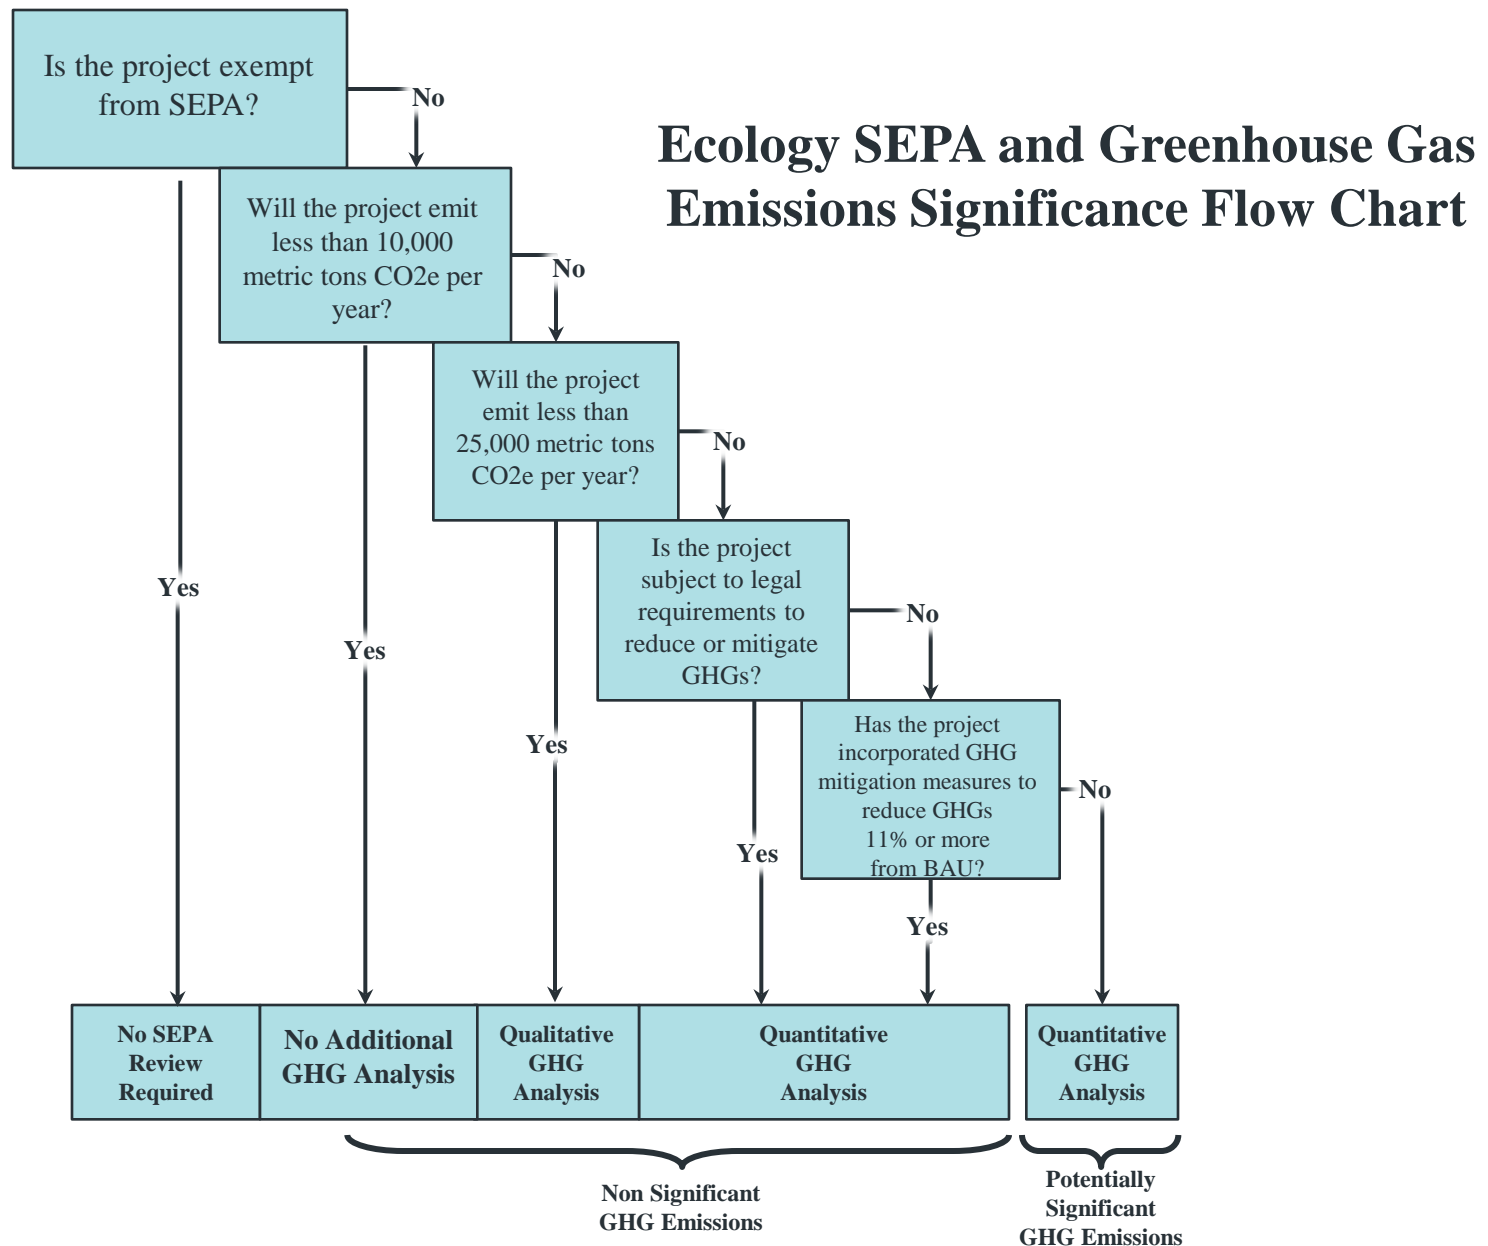 Is the project exempt
from SEPA?
No
Ecology SEPA and Greenhouse Gas
Emissions Significance Flow Chart
Will the project emit
less than 10,000
metric tons CO2e per
year?
No
Will the project
emit less than
25,000 metric tons
CO2e per year?
No
Is the project
subject to legal
requirements to
reduce or mitigate
GHGs?
No
Has the project
incorporated GHG
mitigation measures to
reduce GHGs
11% or more
from BAU?
No
Yes
Yes
Yes
Yes
Yes
No SEPA
Review
Required
No Additional
GHG Analysis
Qualitative
GHG
Analysis
Quantitative
GHG
Analysis
Quantitative
GHG
Analysis
Non Significant
GHG Emissions
Potentially
Significant
GHG Emissions